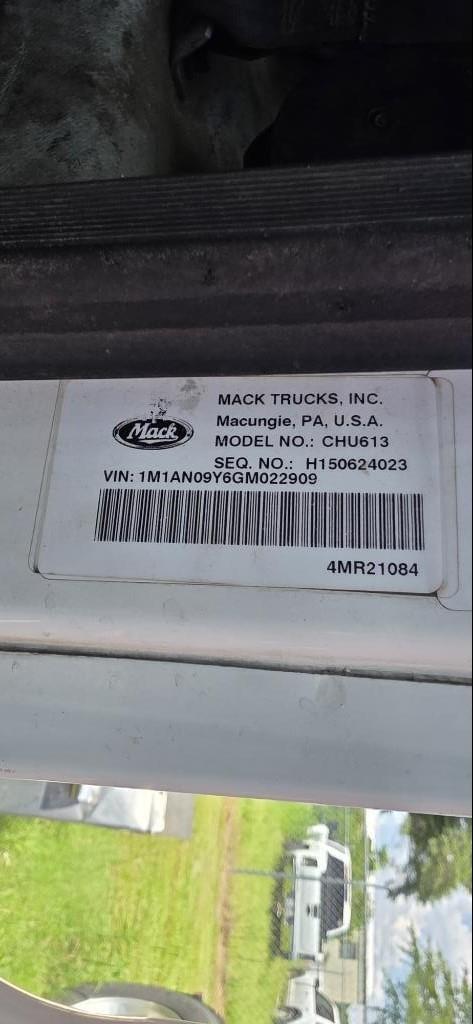 MACK TRUCKS, INC.
Macungie, PA, U.S.A.
Mack
MODEL NO.: CHU613
SEQ. NO.: H150624023
VIN: 1M1AN09Y6GM022909
4MR21084